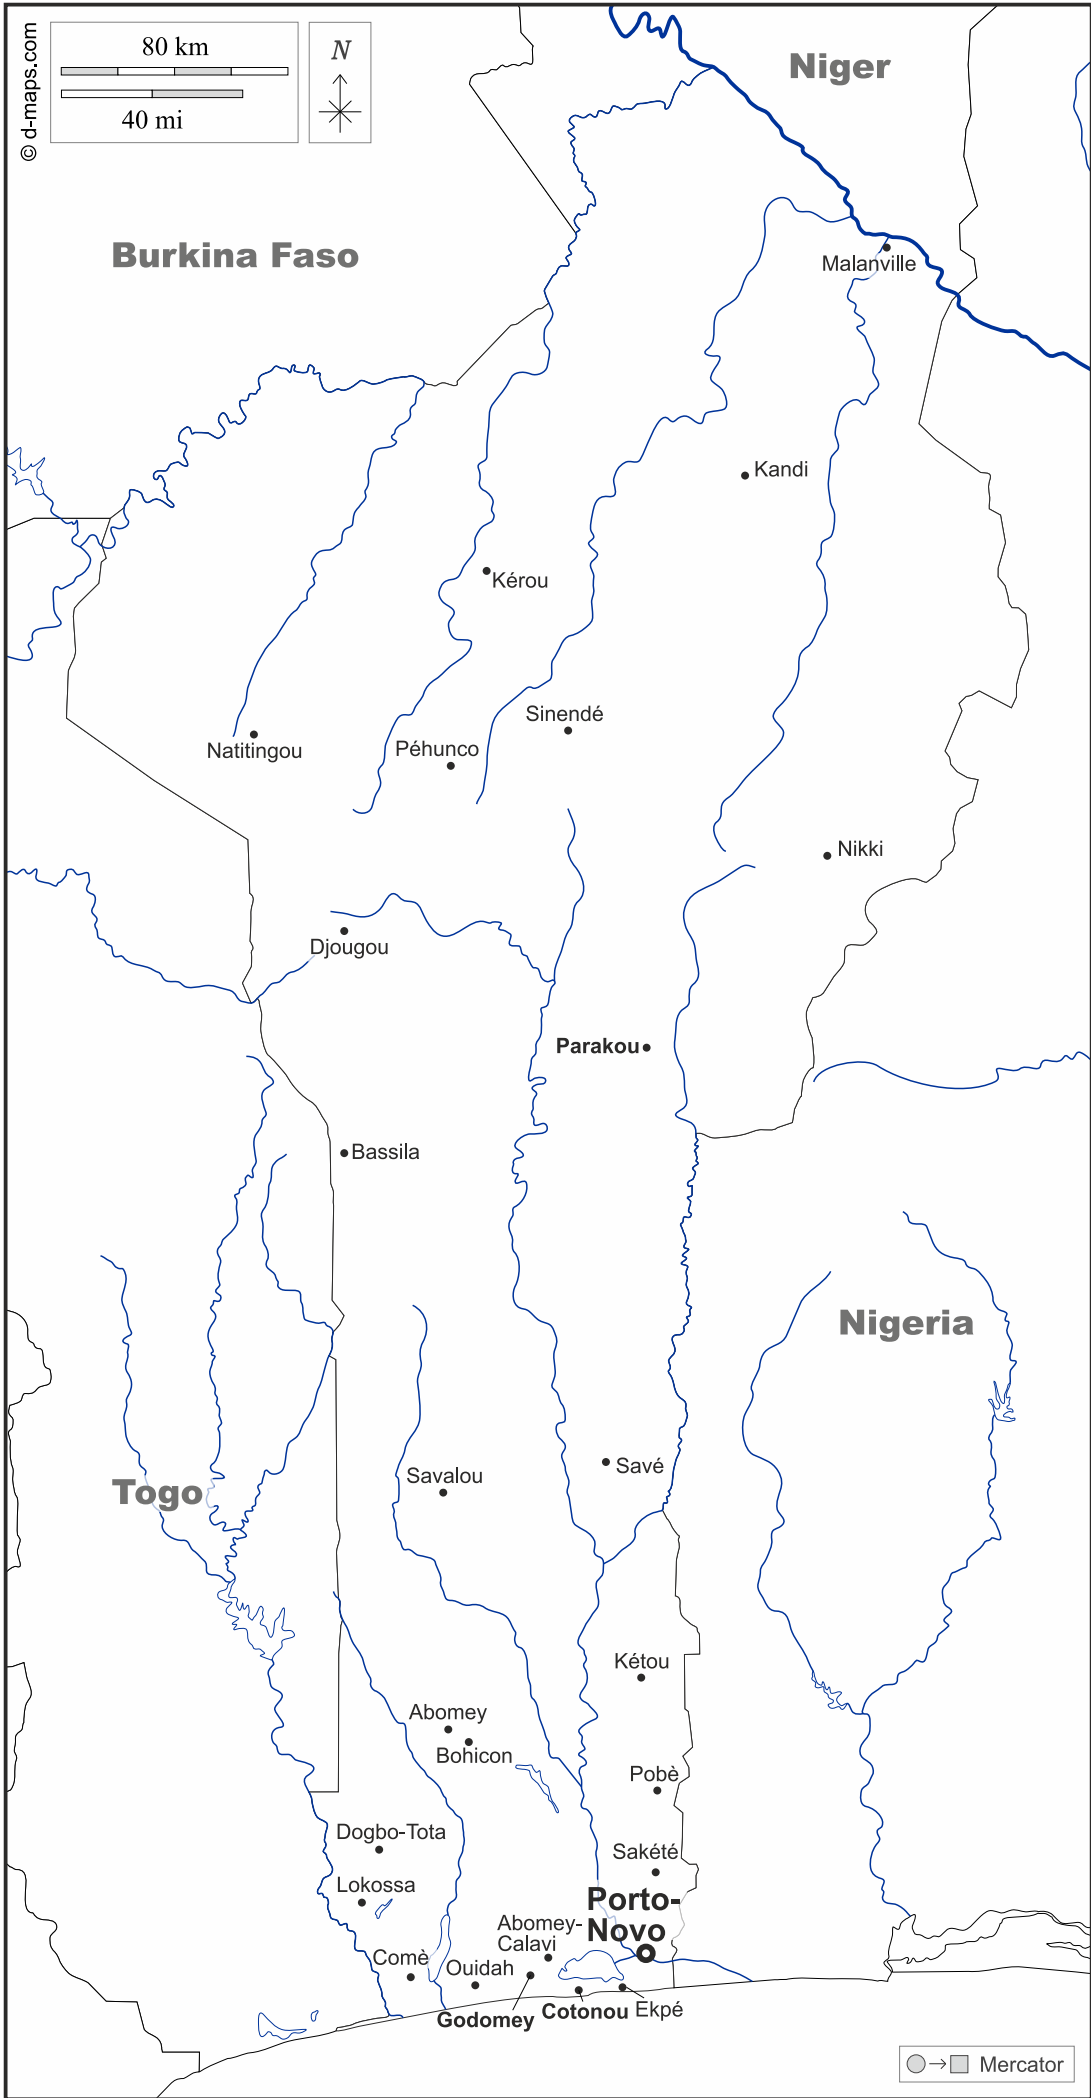 © d-maps.com
80 km
40 mi
N
Niger
Burkina Faso
Malanville
Kandi
Kérou
Sinendé
Natitingou
Péhunco
Nikki
Djougou
Parakou
Bassila
Nigeria
Savé
Savalou
Togo
Kétou
Abomey
Bohicon
Pobè
Dogbo-Tota
Sakété
Lokossa
Porto-
Novo
Abomey-
Calavi
Comè
Ouidah
Godomey
Cotonou
Ekpé
Mercator